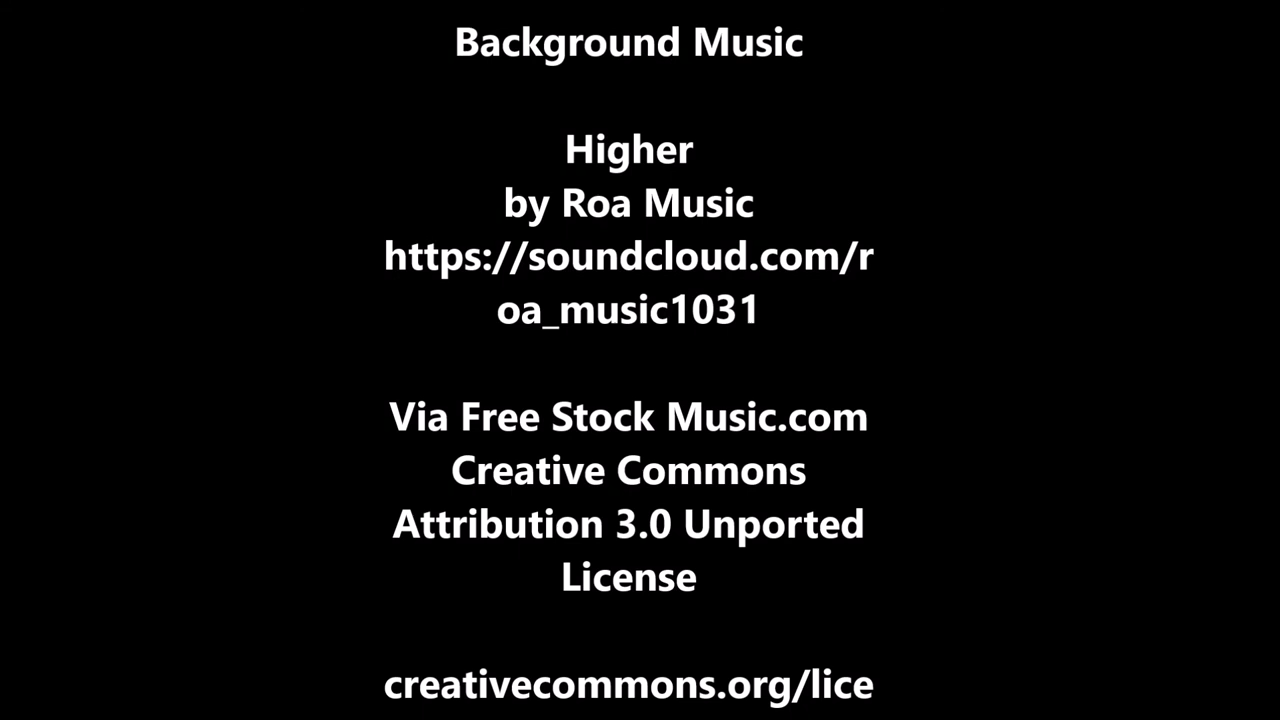 Background Music
Higher
by Roa Music
https://soundcloud.com/r
oa_music1031
Via Free Stock Music.com
Creative Commons
Attribution 3.0 Unported
License
creativecommons.org/lice